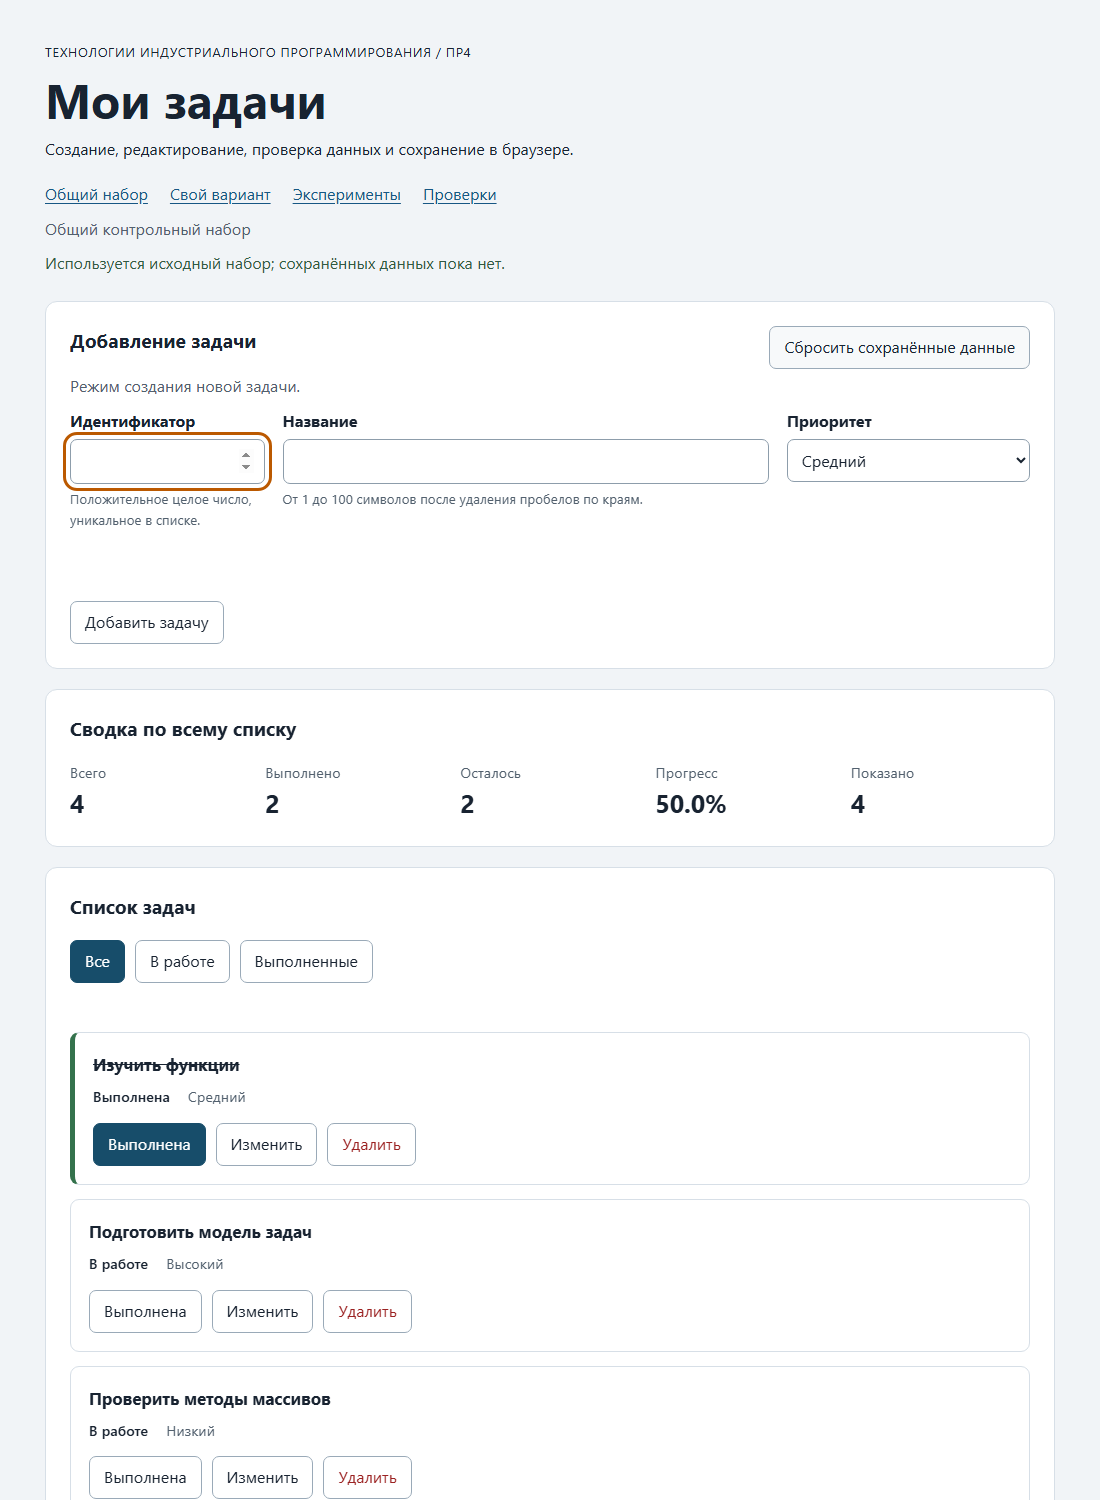 ТЕХНОЛОГИИ ИНДУСТРИАЛЬНОГО ПРОГРАММИРОВАНИЯ / ПР4
Мои задачи
Создание, редактирование, проверка данных и сохранение в браузере.
Общий набор Свой вариант Эксперименты Проверки
Общий контрольный набор
Используется исходный набор; сохранённых данных пока нет.
Добавление задачи
Сбросить сохранённые данные
Режим создания новой задачи.
Идентификатор Название Приоритет
Средний
Положительное целое число, От 1 до 100 символов после удаления пробелов по краям.
уникальное в списке.
Добавить задачу
Сводка по всему списку
Всего Выполнено Осталось Прогресс Показано
4 2 2 50.0% 4
Список задач
Все В работе Выполненные
Изучить функции
Выполнена Средний
Выполнена Изменить Удалить
Подготовить модель задач
В работе Высокий
Выполнена Изменить Удалить
Проверить методы массивов
В работе Низкий
Выполнена Изменить Удалить